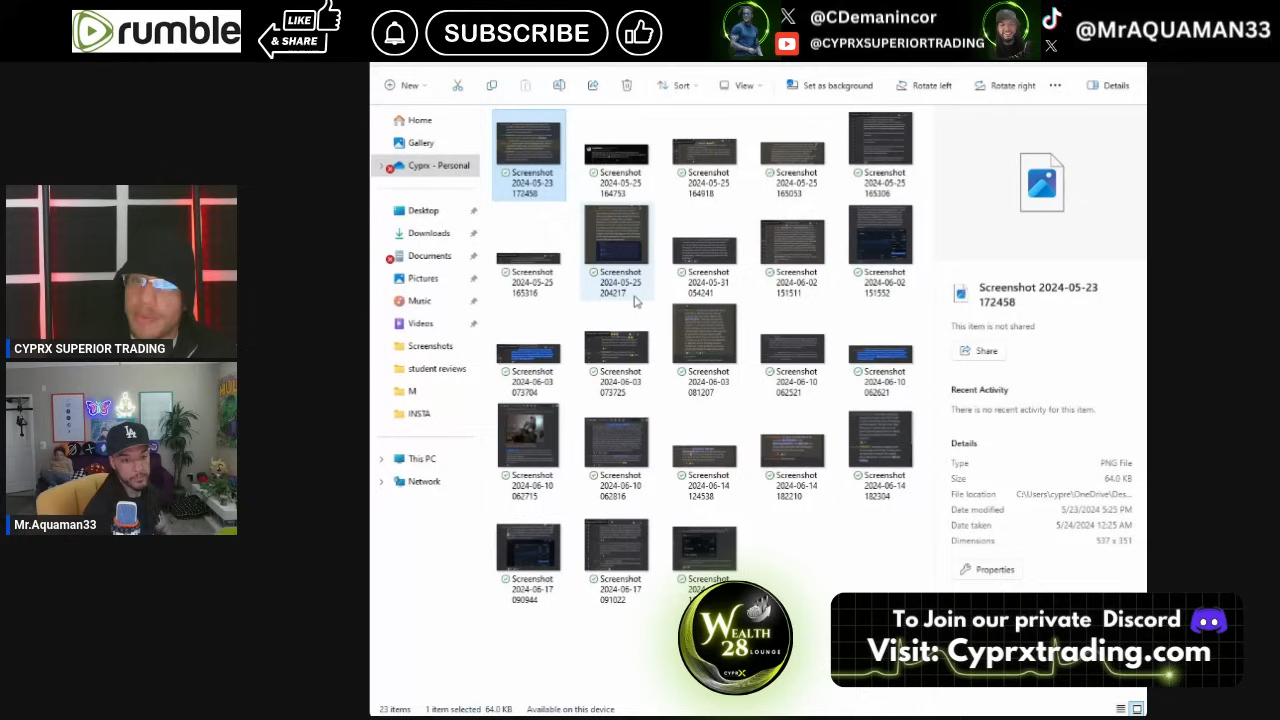 rumble
LIKE
& SHARE
SUBSCRIBE
@CDemanincor
@CYPRXSUPERIORTRADING
@MrAQUAMAN33
New
Sort
View
Set as background
Rotate left
Rotate right
Details
Home
Gallery
Cyprx - Personal
Desktop
Downloads
Documents
Pictures
Music
Videos
Screenshots
student reviews
M
INSTA
This PC
Network
Screenshot
2024-05-23
172458
Screenshot
2024-05-25
164753
Screenshot
2024-05-25
164918
Screenshot
2024-05-25
165053
Screenshot
2024-05-25
165306
Screenshot
2024-05-25
165316
Screenshot
2024-05-25
204217
Screenshot
2024-05-31
054241
Screenshot
2024-06-02
151511
Screenshot
2024-06-02
151552
Screenshot
2024-06-03
073704
Screenshot
2024-06-03
073725
Screenshot
2024-06-03
081207
Screenshot
2024-06-10
062521
Screenshot
2024-06-10
062621
Screenshot
2024-06-10
062715
Screenshot
2024-06-10
062816
Screenshot
2024-06-14
124538
Screenshot
2024-06-14
182210
Screenshot
2024-06-14
182304
Screenshot
2024-06-17
090944
Screenshot
2024-06-17
091022
Screenshot
Screenshot 2024-05-23
172458
This item is not shared
Share
Recent Activity
There is no recent activity for this item.
Details
Type PNG File
Size 64.0 KB
File location C:\Users\cypre\OneDrive\Des...
Date modified 5/23/2024 5:25 PM
Date taken 5/24/2024 12:25 AM
Dimensions 537 x 351
Properties
23 items 1 item selected 64.0 KB Available on this device
CYPRX SUPERIOR TRADING
LA
Mr.Aquaman33
WEALTH
28
LOUNGE
CYPRX
To Join our private Discord
Visit: Cyprxtrading.com